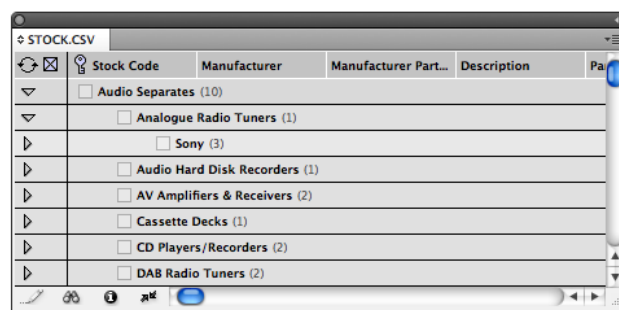 STOCK.CSV
Stock Code Manufacturer Manufacturer Part... Description Pa
Audio Separates (10)
Analogue Radio Tuners (1)
Sony (3)
Audio Hard Disk Recorders (1)
AV Amplifiers & Receivers (2)
Cassette Decks (1)
CD Players/Recorders (2)
DAB Radio Tuners (2)